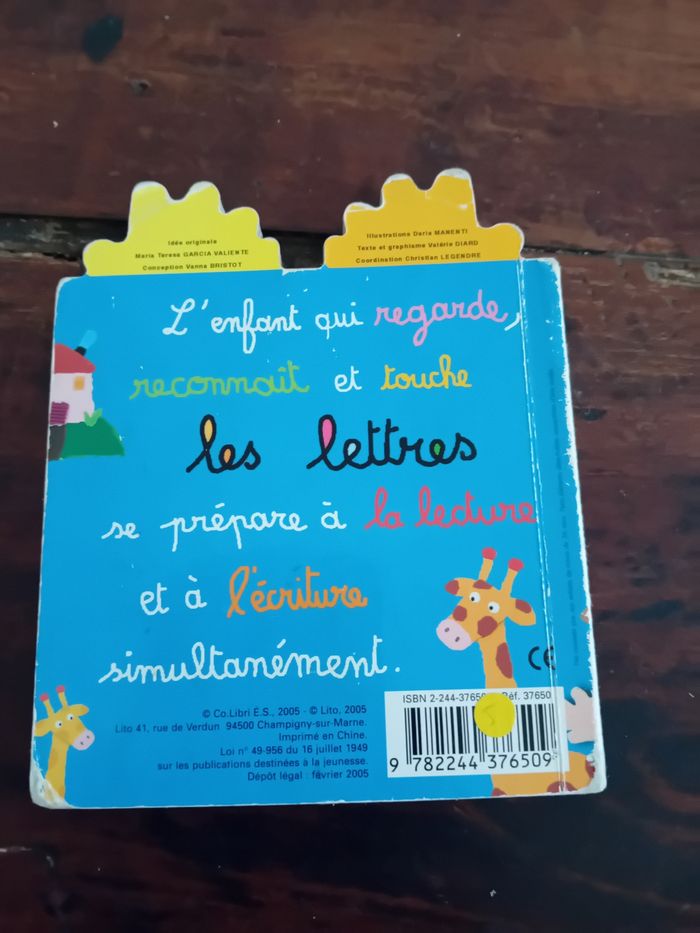 Idée originale
Maria Teresa GARCIA VALIENTE
Conception Vanna BRISTOT
Illustrations Daria MANENTI
Texte et graphisme Valérie DIARD
Coordination Christian LEGENDRE
L'enfant qui regarde,
reconnaît et touche
les lettres
se prépare à la lecture
et à l'écriture
simultanément.
CE
© Co.Libri E.S., 2005 - © Lito, 2005
Lito 41, rue de Verdun 94500 Champigny-sur-Marne.
Imprimé en Chine.
Loi n° 49-956 du 16 juillet 1949
sur les publications destinées à la jeunesse.
Dépôt légal : février 2005
ISBN 2-244-37650 Réf. 37650
5
9 782244 376509